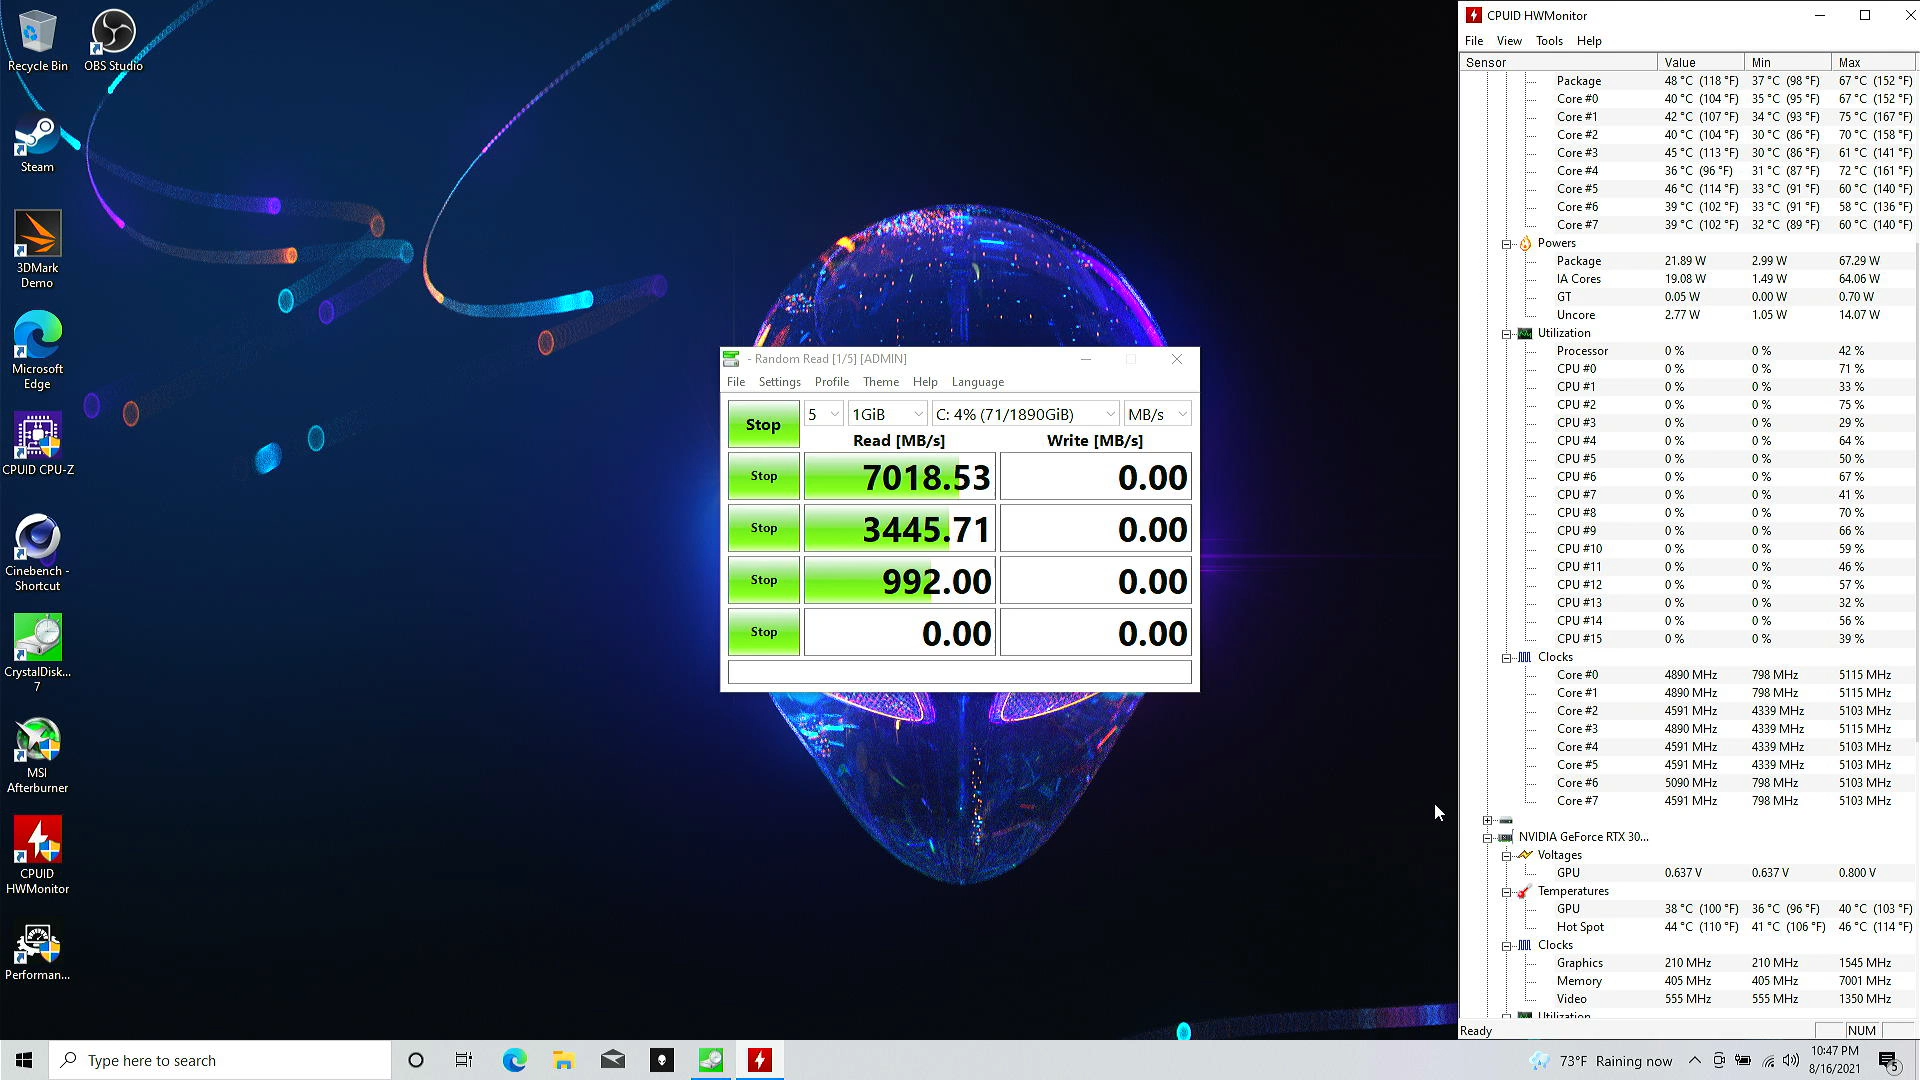 Recycle Bin
OBS Studio
Steam
3DMark
Demo
Microsoft
Edge
CPUID CPU-Z
Cinebench -
Shortcut
CrystalDisk...
7
MSI
Afterburner
CPUID
HWMonitor
Performan...
- Random Read [1/5] [ADMIN]
File Settings Profile Theme Help Language
Stop 5 1GiB C: 4% (71/1890GiB) MB/s
Read [MB/s] Write [MB/s]
Stop 7018.53 0.00
Stop 3445.71 0.00
Stop 992.00 0.00
Stop 0.00 0.00
CPUID HWMonitor
File View Tools Help
Sensor Value Min Max
Package 48 °C (118 °F) 37 °C (98 °F) 67 °C (152 °F)
Core #0 40 °C (104 °F) 35 °C (95 °F) 67 °C (152 °F)
Core #1 42 °C (107 °F) 34 °C (93 °F) 75 °C (167 °F)
Core #2 40 °C (104 °F) 30 °C (86 °F) 70 °C (158 °F)
Core #3 45 °C (113 °F) 30 °C (86 °F) 61 °C (141 °F)
Core #4 36 °C (96 °F) 31 °C (87 °F) 72 °C (161 °F)
Core #5 46 °C (114 °F) 33 °C (91 °F) 60 °C (140 °F)
Core #6 39 °C (102 °F) 33 °C (91 °F) 58 °C (136 °F)
Core #7 39 °C (102 °F) 32 °C (89 °F) 60 °C (140 °F)
Powers
Package 21.89 W 2.99 W 67.29 W
IA Cores 19.08 W 1.49 W 64.06 W
GT 0.05 W 0.00 W 0.70 W
Uncore 2.77 W 1.05 W 14.07 W
Utilization
Processor 0 % 0 % 42 %
CPU #0 0 % 0 % 71 %
CPU #1 0 % 0 % 33 %
CPU #2 0 % 0 % 75 %
CPU #3 0 % 0 % 29 %
CPU #4 0 % 0 % 64 %
CPU #5 0 % 0 % 50 %
CPU #6 0 % 0 % 67 %
CPU #7 0 % 0 % 41 %
CPU #8 0 % 0 % 70 %
CPU #9 0 % 0 % 66 %
CPU #10 0 % 0 % 59 %
CPU #11 0 % 0 % 46 %
CPU #12 0 % 0 % 57 %
CPU #13 0 % 0 % 32 %
CPU #14 0 % 0 % 56 %
CPU #15 0 % 0 % 39 %
Clocks
Core #0 4890 MHz 798 MHz 5115 MHz
Core #1 4890 MHz 798 MHz 5115 MHz
Core #2 4591 MHz 4339 MHz 5103 MHz
Core #3 4890 MHz 4339 MHz 5115 MHz
Core #4 4591 MHz 4339 MHz 5103 MHz
Core #5 4591 MHz 4339 MHz 5103 MHz
Core #6 5090 MHz 798 MHz 5103 MHz
Core #7 4591 MHz 798 MHz 5103 MHz
NVIDIA GeForce RTX 30...
Voltages
GPU 0.637 V 0.637 V 0.800 V
Temperatures
GPU 38 °C (100 °F) 36 °C (96 °F) 40 °C (103 °F)
Hot Spot 44 °C (110 °F) 41 °C (106 °F) 46 °C (114 °F)
Clocks
Graphics 210 MHz 210 MHz 1545 MHz
Memory 405 MHz 405 MHz 7001 MHz
Video 555 MHz 555 MHz 1350 MHz
Utilization
Ready NUM
Type here to search
73°F Raining now
10:47 PM
8/16/2021
5